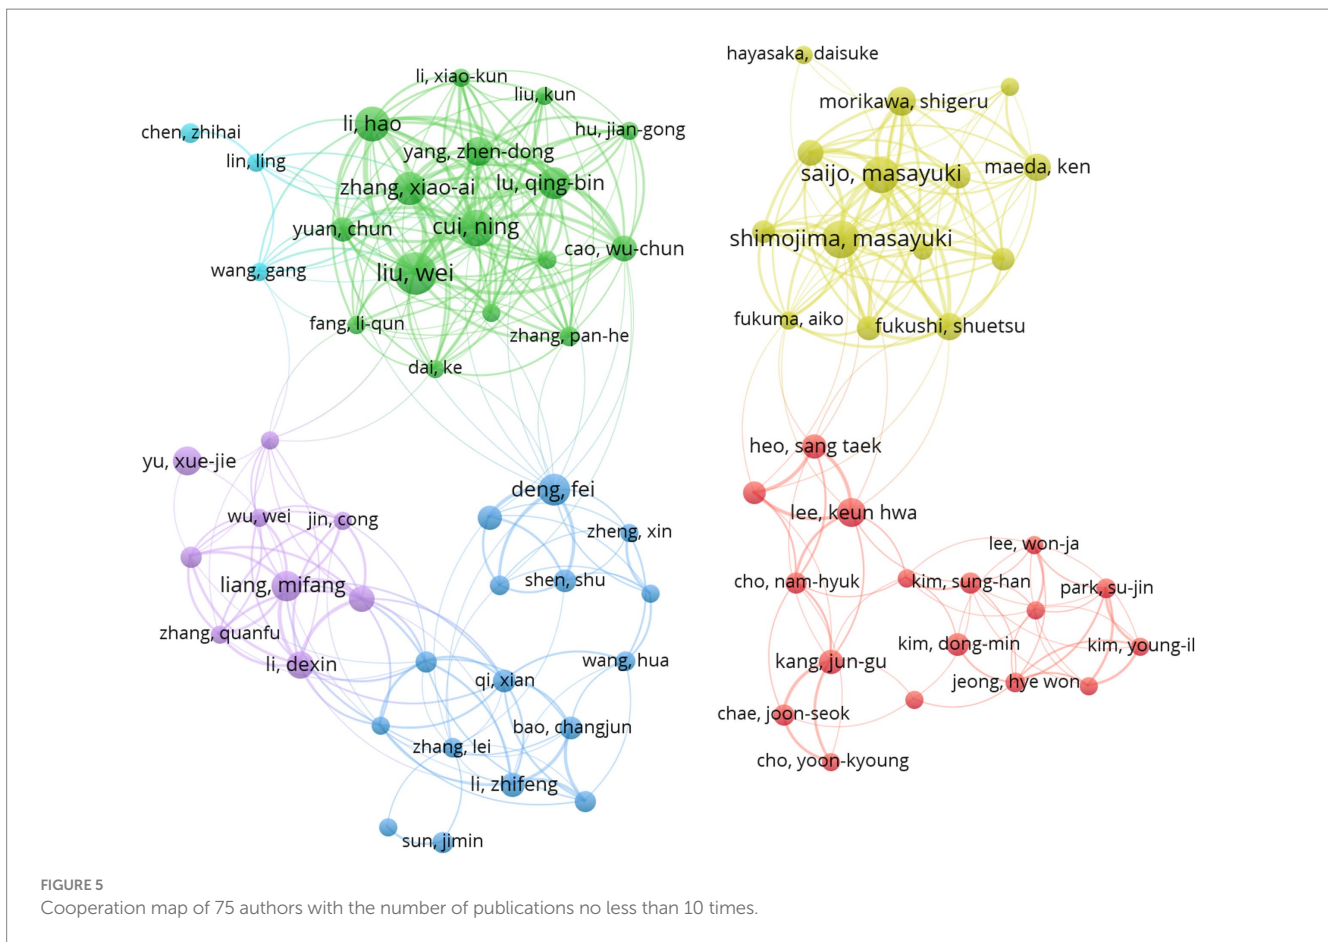 hayasaka, daisuke
li, xiao-kun
liu, kun
morikawa, shigeru
li, hao
hu, jian-gong
chen, zhihai
yang, zhen-dong
lin, ling
maeda, ken
saijo, masayuki
zhang, xiao-ai
lu, qing-bin
yuan, chun
cui, ning
shimojima, masayuki
cao, wu-chun
wang, gang
liu, wei
fukuma, aiko
fang, li-qun
fukushi, shuetsu
zhang, pan-he
dai, ke
heo, sang taek
yu, xue-jie
deng, fei
lee, keun hwa
wu, wei
jin, cong
zheng, xin
lee, won-ja
shen, shu
cho, nam-hyuk
kim, sung-han
park, su-jin
liang, mifang
zhang, quanfu
kim, dong-min
kim, young-il
li, dexin
wang, hua
kang, jun-gu
qi, xian
jeong, hye won
chae, joon-seok
bao, changjun
zhang, lei
cho, yoon-kyoung
li, zhifeng
sun, jimin
FIGURE 5
Cooperation map of 75 authors with the number of publications no less than 10 times.